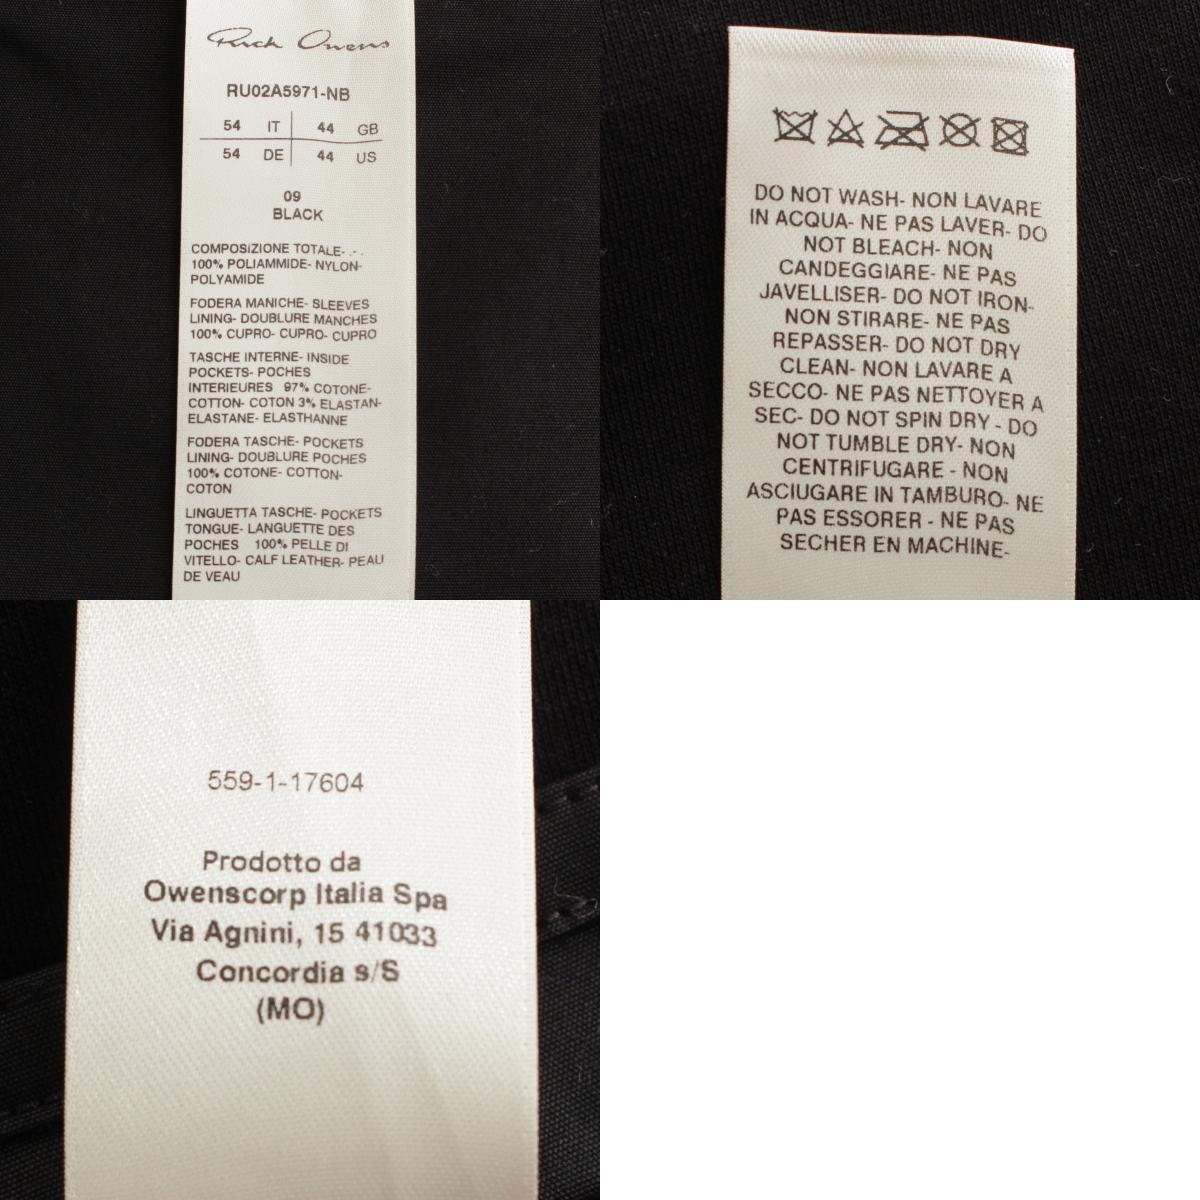 Rick Owens
RU02A5971-NB
54 IT 44 GB
54 DE 44 US
09
BLACK
COMPOSIZIONE TOTALE- .- .
100% POLIAMMIDE- NYLON-
POLYAMIDE
FODERA MANICHE- SLEEVES
LINING- DOUBLURE MANCHES
100% CUPRO- CUPRO- CUPRO
TASCHE INTERNE- INSIDE
POCKETS- POCHES
INTERIEURES 97% COTONE-
COTTON- COTON 3% ELASTAN-
ELASTANE- ELASTHANNE
FODERA TASCHE- POCKETS
LINING- DOUBLURE POCHES
100% COTONE- COTTON-
COTON
LINGUETTA TASCHE- POCKETS
TONGUE- LANGUETTE DES
POCHES 100% PELLE DI
VITELLO- CALF LEATHER- PEAU
DE VEAU
DO NOT WASH- NON LAVARE
IN ACQUA- NE PAS LAVER- DO
NOT BLEACH- NON
CANDEGGIARE- NE PAS
JAVELLISER- DO NOT IRON-
NON STIRARE- NE PAS
REPASSER- DO NOT DRY
CLEAN- NON LAVARE A
SECCO- NE PAS NETTOYER A
SEC- DO NOT SPIN DRY - DO
NOT TUMBLE DRY- NON
CENTRIFUGARE - NON
ASCIUGARE IN TAMBURO- NE
PAS ESSORER - NE PAS
SECHER EN MACHINE-
559-1-17604
Prodotto da
Owenscorp Italia Spa
Via Agnini, 15 41033
Concordia s/S
(MO)